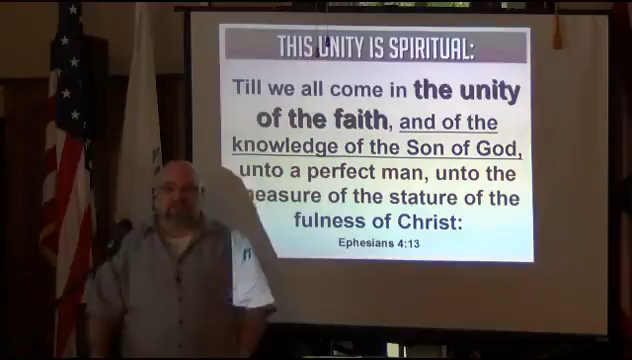 THIS UNITY IS SPIRITUAL:
Till we all come in the unity
of the faith, and of the
knowledge of the Son of God,
unto a perfect man, unto the
measure of the stature of the
fulness of Christ:
Ephesians 4:13